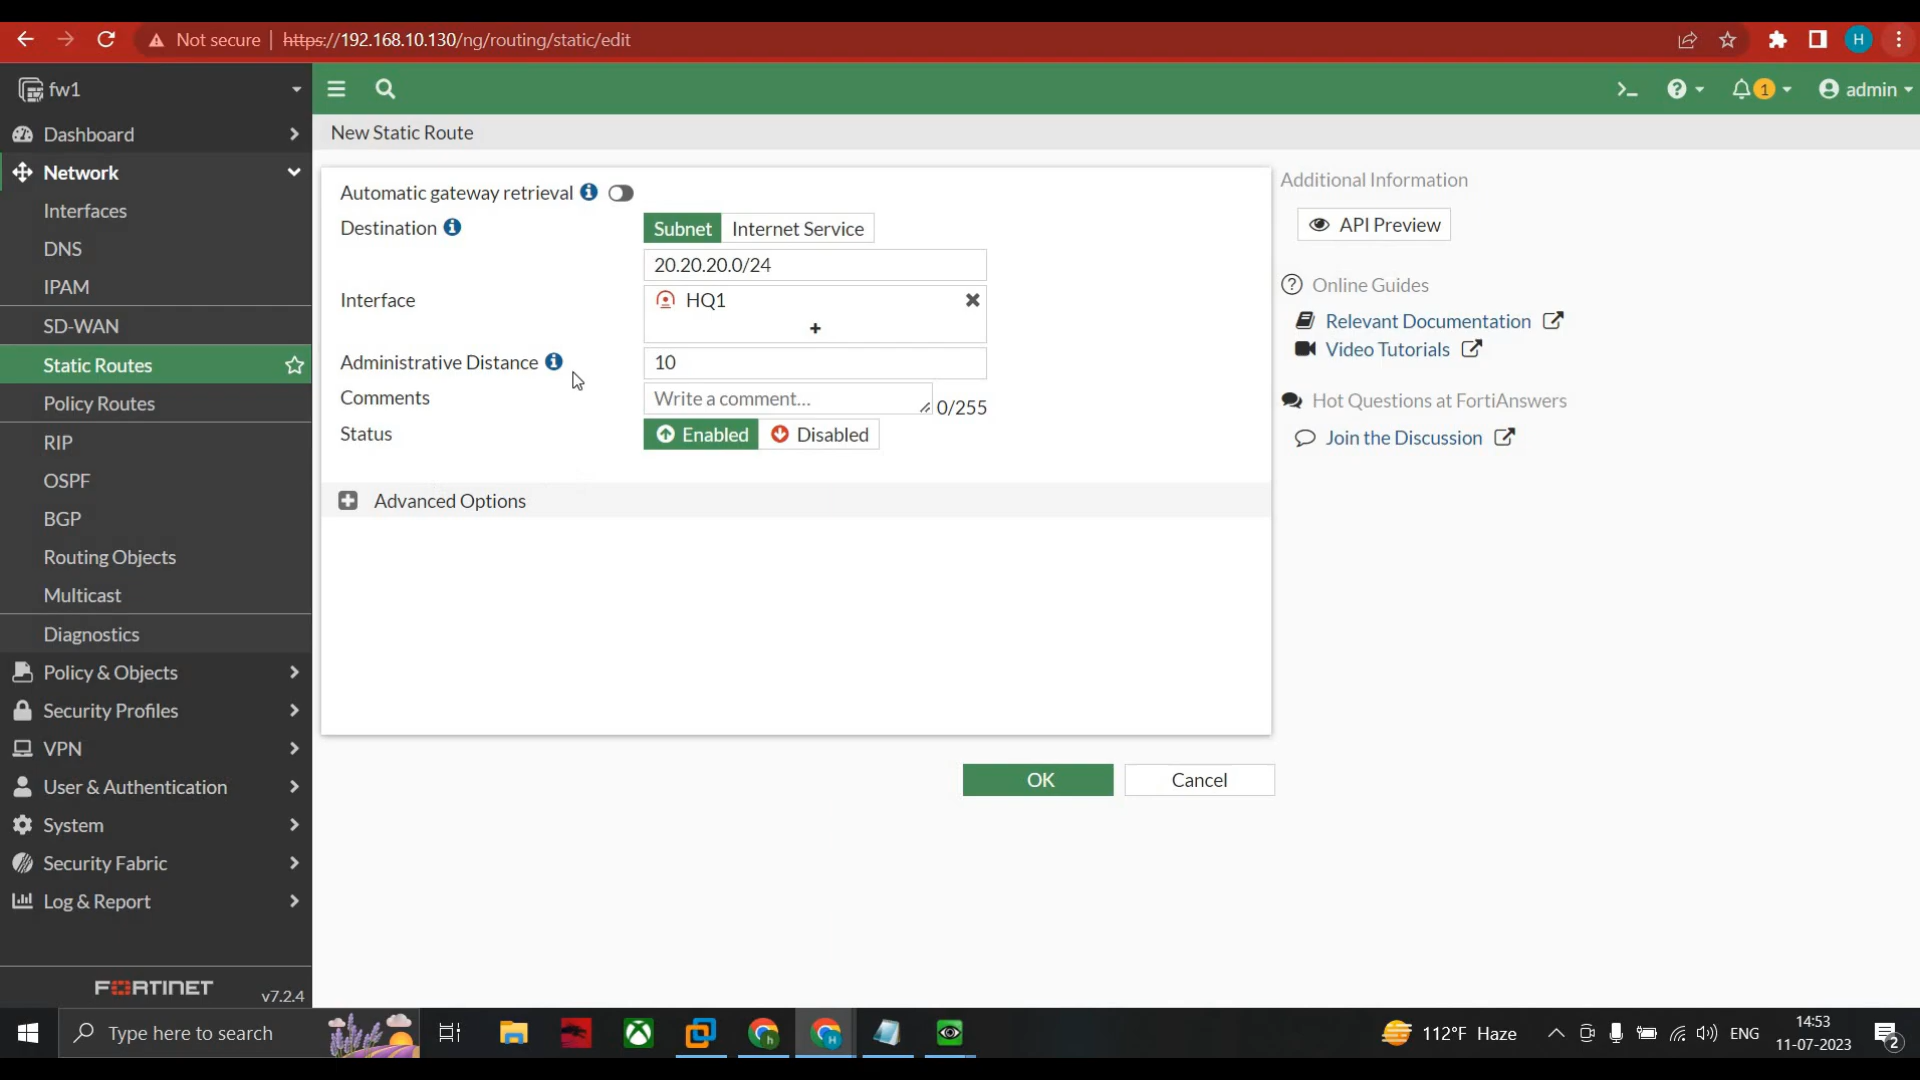 Not secure | https://192.168.10.130/ng/routing/static/edit
H
fw1
>_
1
admin
Dashboard
Network
Interfaces
DNS
IPAM
SD-WAN
Static Routes
Policy Routes
RIP
OSPF
BGP
Routing Objects
Multicast
Diagnostics
Policy & Objects
Security Profiles
VPN
User & Authentication
System
Security Fabric
Log & Report
FORTINET
v7.2.4
New Static Route
Automatic gateway retrieval
Destination
Subnet Internet Service
20.20.20.0/24
Interface
HQ1
Administrative Distance
10
Comments
Write a comment...
0/255
Status
Enabled Disabled
Advanced Options
OK Cancel
Additional Information
API Preview
Online Guides
Relevant Documentation
Video Tutorials
Hot Questions at FortiAnswers
Join the Discussion
Type here to search
h
H
112°F Haze
ENG
14:53
11-07-2023
2